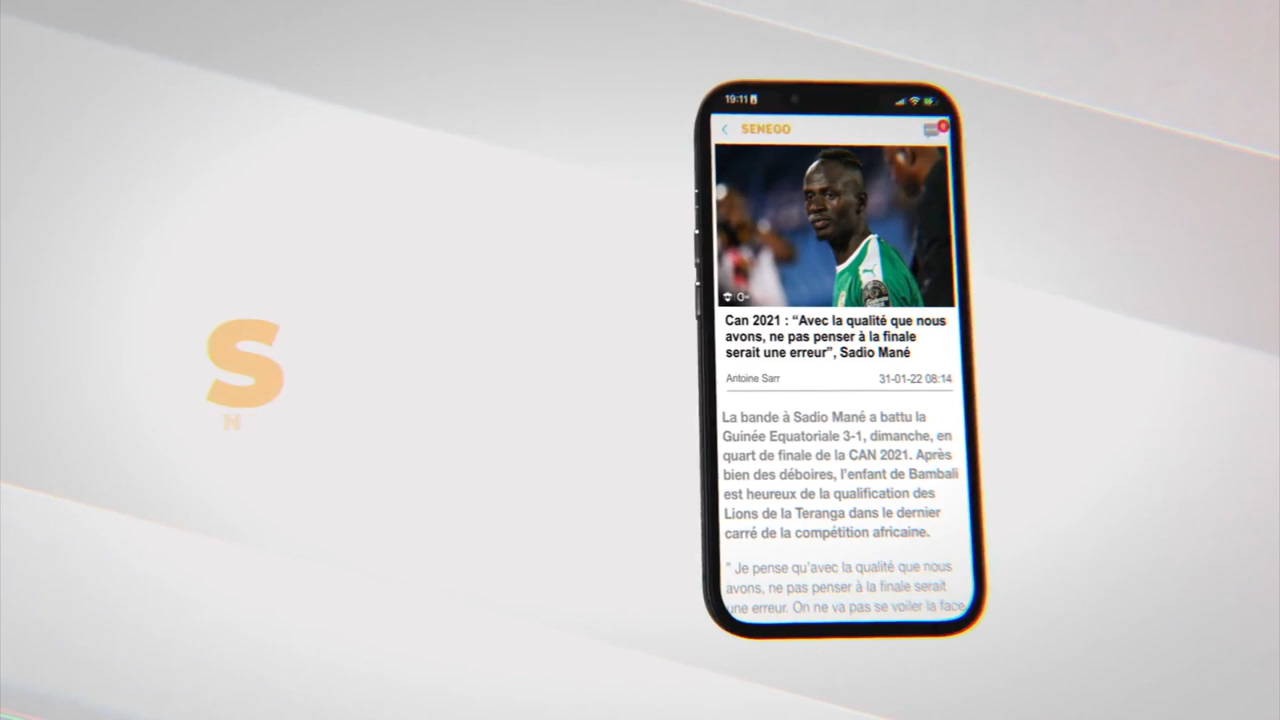 S
N
19:11
SENEGO
Can 2021 : “Avec la qualité que nous
avons, ne pas penser à la finale
serait une erreur”, Sadio Mané
Antoine Sarr 31-01-22 08:14
La bande à Sadio Mané a battu la
Guinée Equatoriale 3-1, dimanche, en
quart de finale de la CAN 2021. Après
bien des déboires, l’enfant de Bambali
est heureux de la qualification des
Lions de la Teranga dans le dernier
carré de la compétition africaine.
" Je pense qu’avec la qualité que nous
avons, ne pas penser à la finale serait
une erreur. On ne va pas se voiler la face